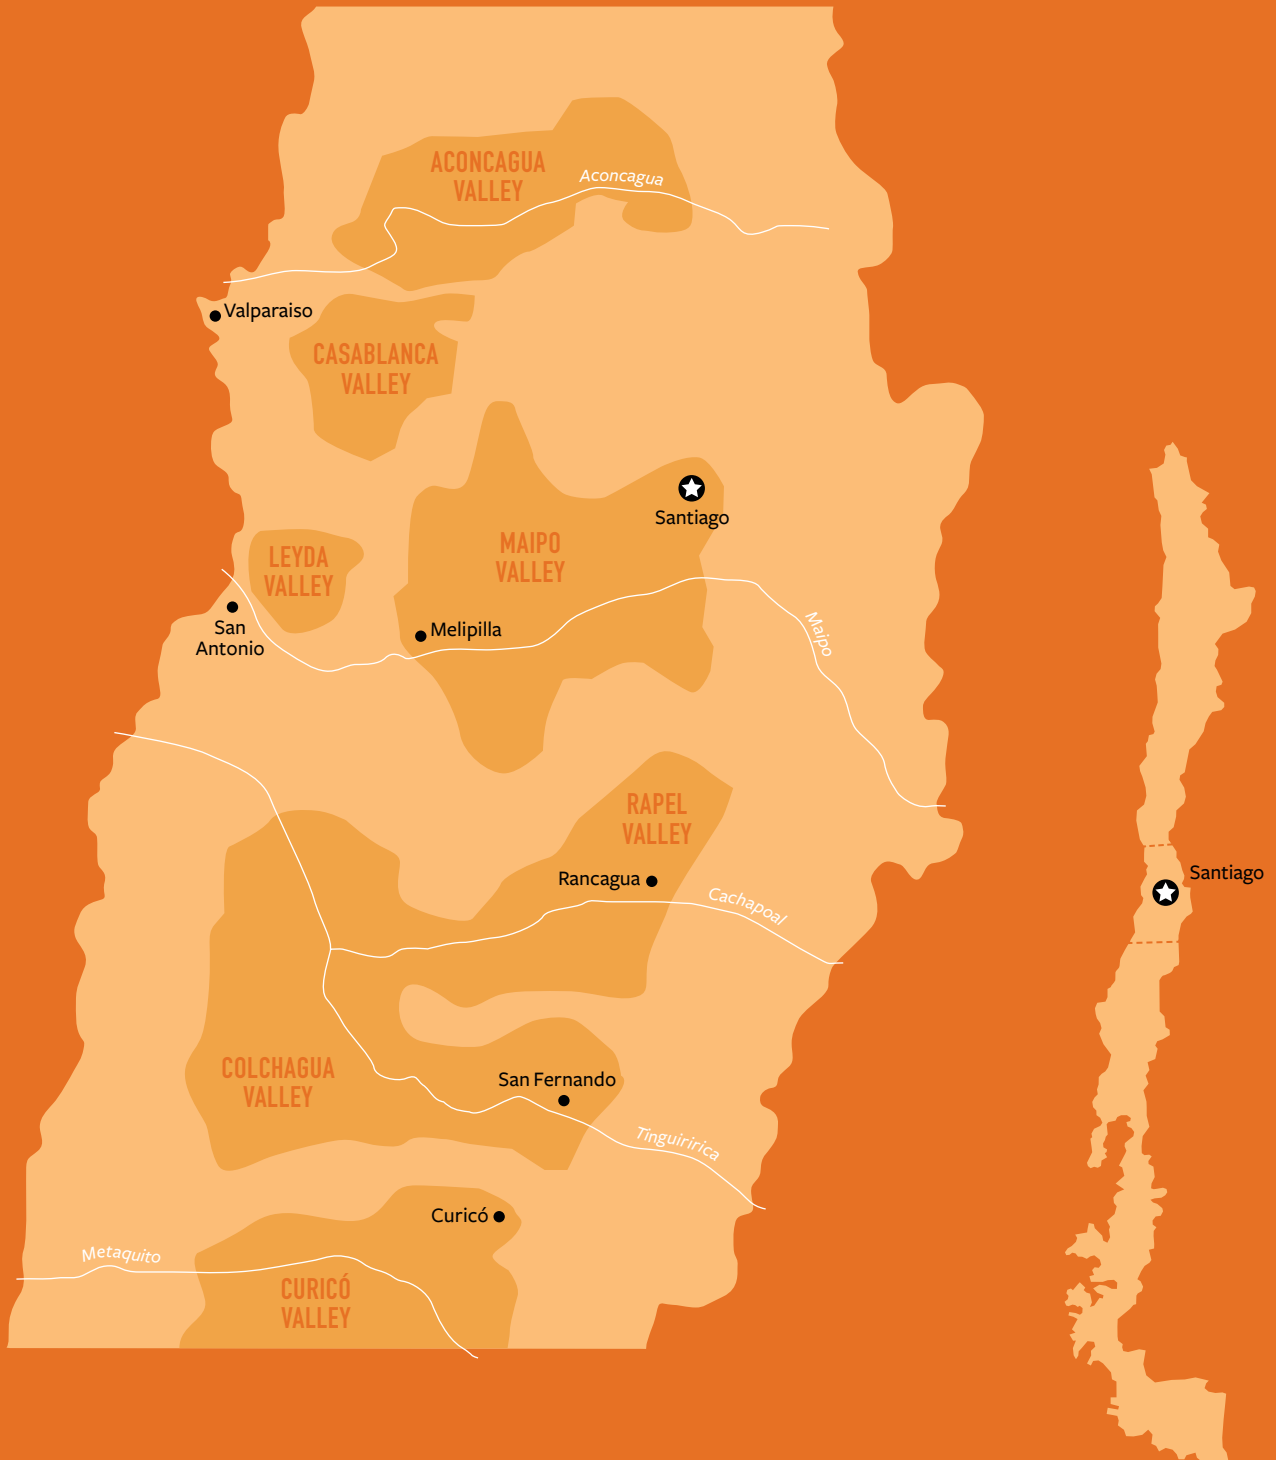 ACONCAGUA
VALLEY
Aconcagua
Valparaiso
CASABLANCA
VALLEY
Santiago
MAIPO
VALLEY
LEYDA
VALLEY
San
Antonio
Melipilla
Maipo
RAPEL
VALLEY
Rancagua
Cachapoal
Santiago
COLCHAGUA
VALLEY
San Fernando
Tinguiririca
Curicó
Metaquito
CURICÓ
VALLEY